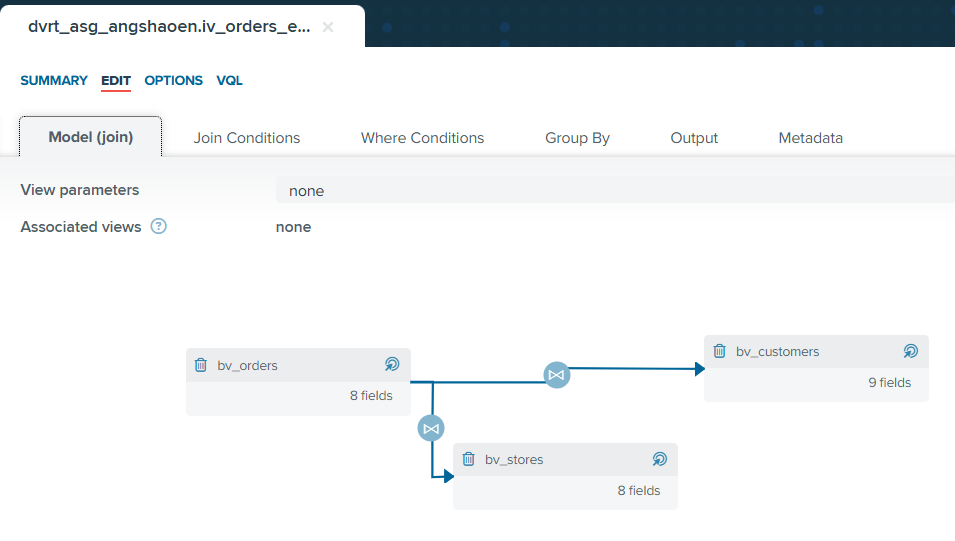 dvrt_asg_angshaoen.iv_orders_e... ×
SUMMARY EDIT OPTIONS VQL
Model (join) Join Conditions Where Conditions Group By Output Metadata
View parameters none
Associated views ? none
bv_orders
8 fields
bv_customers
9 fields
bv_stores
8 fields